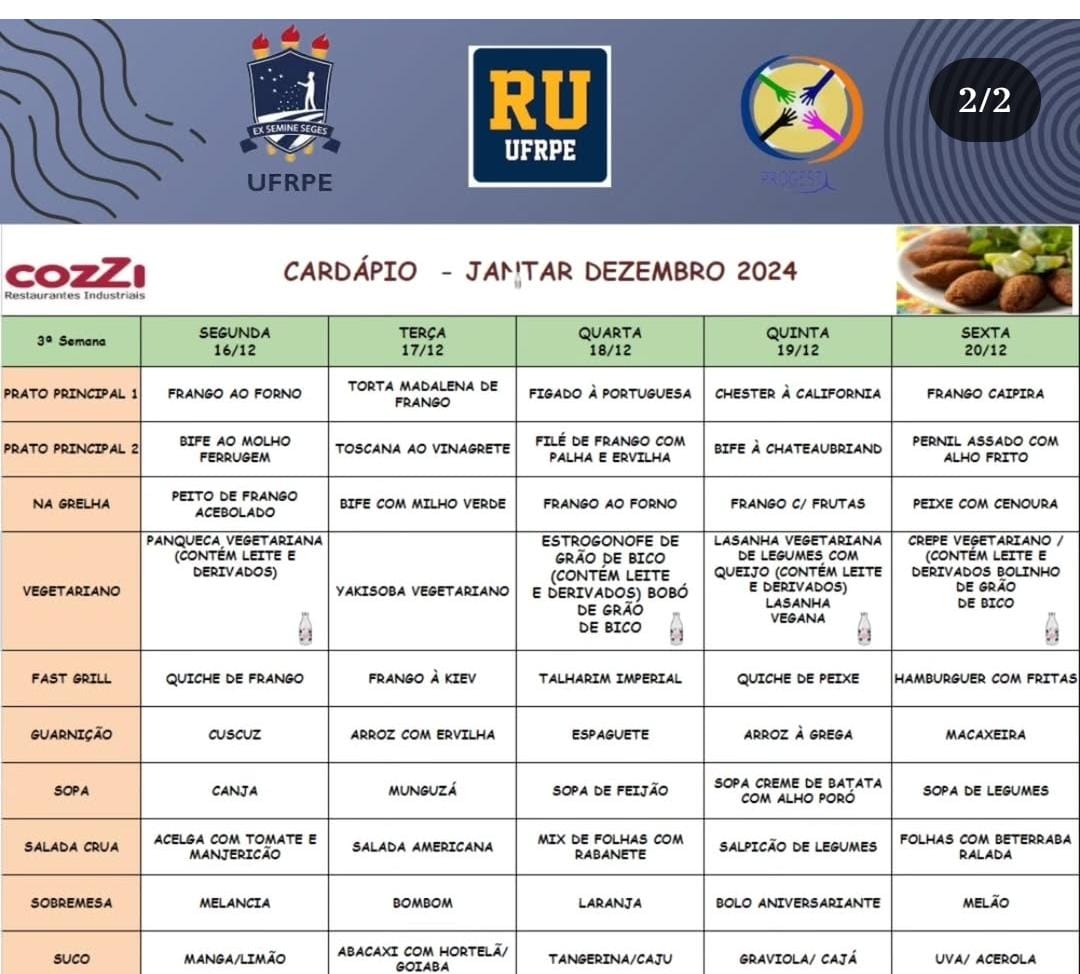 2/2
EX SEMINE SEGES
UFRPE
RU
UFRPE
PROGESTI
COZZI
Restaurantes Industriais
CARDÁPIO - JANTAR DEZEMBRO 2024
3ª Semana
SEGUNDA
16/12
TERÇA
17/12
QUARTA
18/12
QUINTA
19/12
SEXTA
20/12
PRATO PRINCIPAL 1
FRANGO AO FORNO
TORTA MADALENA DE
FRANGO
FIGADO À PORTUGUESA
CHESTER À CALIFORNIA
FRANGO CAIPIRA
PRATO PRINCIPAL 2
BIFE AO MOLHO
FERRUGEM
TOSCANA AO VINAGRETE
FILÉ DE FRANGO COM
PALHA E ERVILHA
BIFE À CHATEAUBRIAND
PERNIL ASSADO COM
ALHO FRITO
NA GRELHA
PEITO DE FRANGO
ACEBOLADO
BIFE COM MILHO VERDE
FRANGO AO FORNO
FRANGO C/ FRUTAS
PEIXE COM CENOURA
VEGETARIANO
PANQUECA VEGETARIANA
(CONTÉM LEITE E
DERIVADOS)
YAKISOBA VEGETARIANO
ESTROGONOFE DE
GRÃO DE BICO
(CONTÉM LEITE
E DERIVADOS) BOBÓ
DE GRÃO
DE BICO
LASANHA VEGETARIANA
DE LEGUMES COM
QUEIJO (CONTÉM LEITE
E DERIVADOS)
LASANHA
VEGANA
CREPE VEGETARIANO /
(CONTÉM LEITE E
DERIVADOS BOLINHO
DE GRÃO
DE BICO
FAST GRILL
QUICHE DE FRANGO
FRANGO À KIEV
TALHARIM IMPERIAL
QUICHE DE PEIXE
HAMBURGUER COM FRITAS
GUARNIÇÃO
CUSCUZ
ARROZ COM ERVILHA
ESPAGUETE
ARROZ À GREGA
MACAXEIRA
SOPA
CANJA
MUNGUZÁ
SOPA DE FEIJÃO
SOPA CREME DE BATATA
COM ALHO PORÓ
SOPA DE LEGUMES
SALADA CRUA
ACELGA COM TOMATE E
MANJERICÃO
SALADA AMERICANA
MIX DE FOLHAS COM
RABANETE
SALPICÃO DE LEGUMES
FOLHAS COM BETERRABA
RALADA
SOBREMESA
MELANCIA
BOMBOM
LARANJA
BOLO ANIVERSARIANTE
MELÃO
SUCO
MANGA/LIMÃO
ABACAXI COM HORTELÃ/
GOIABA
TANGERINA/CAJU
GRAVIOLA/ CAJÁ
UVA/ ACEROLA